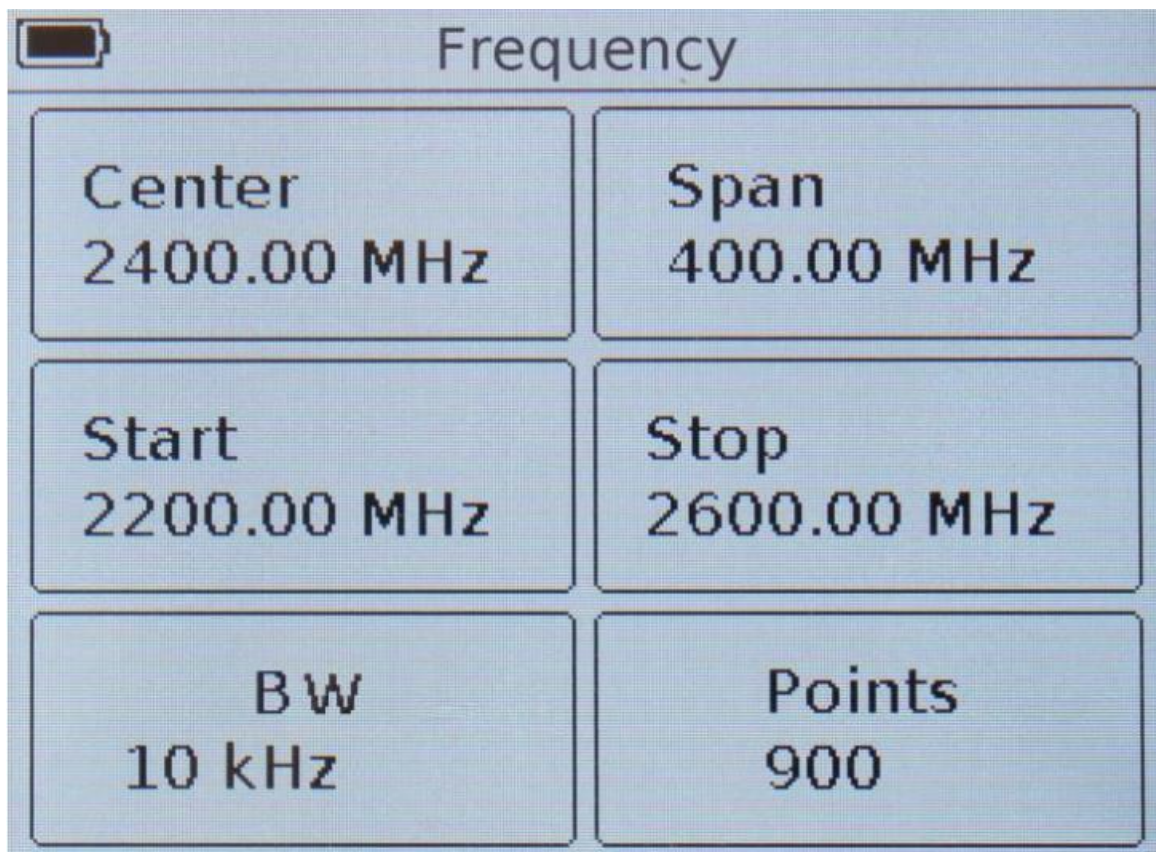 Frequency
Center
2400.00 MHz
Span
400.00 MHz
Start
2200.00 MHz
Stop
2600.00 MHz
BW
10 kHz
Points
900